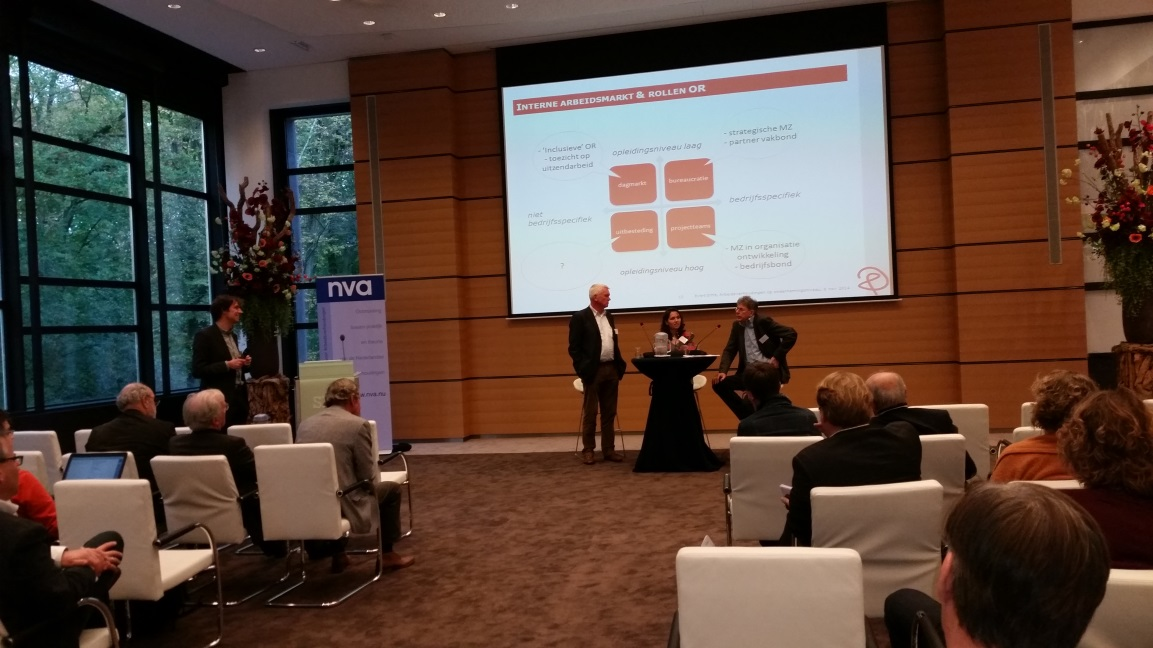 INTERNE ARBEIDSMARKT & ROLLEN OR
- 'Inclusieve' OR
- toezicht op
uitzendarbeid
opleidingsniveau laag
- strategische MZ
- partner vakbond
dagmarkt
bureaucratie
niet
bedrijfsspecifiek
bedrijfsspecifiek
uitbesteding
projectteams
?
opleidingsniveau hoog
- MZ in organisatie
ontwikkeling
- bedrijfsbond
nva